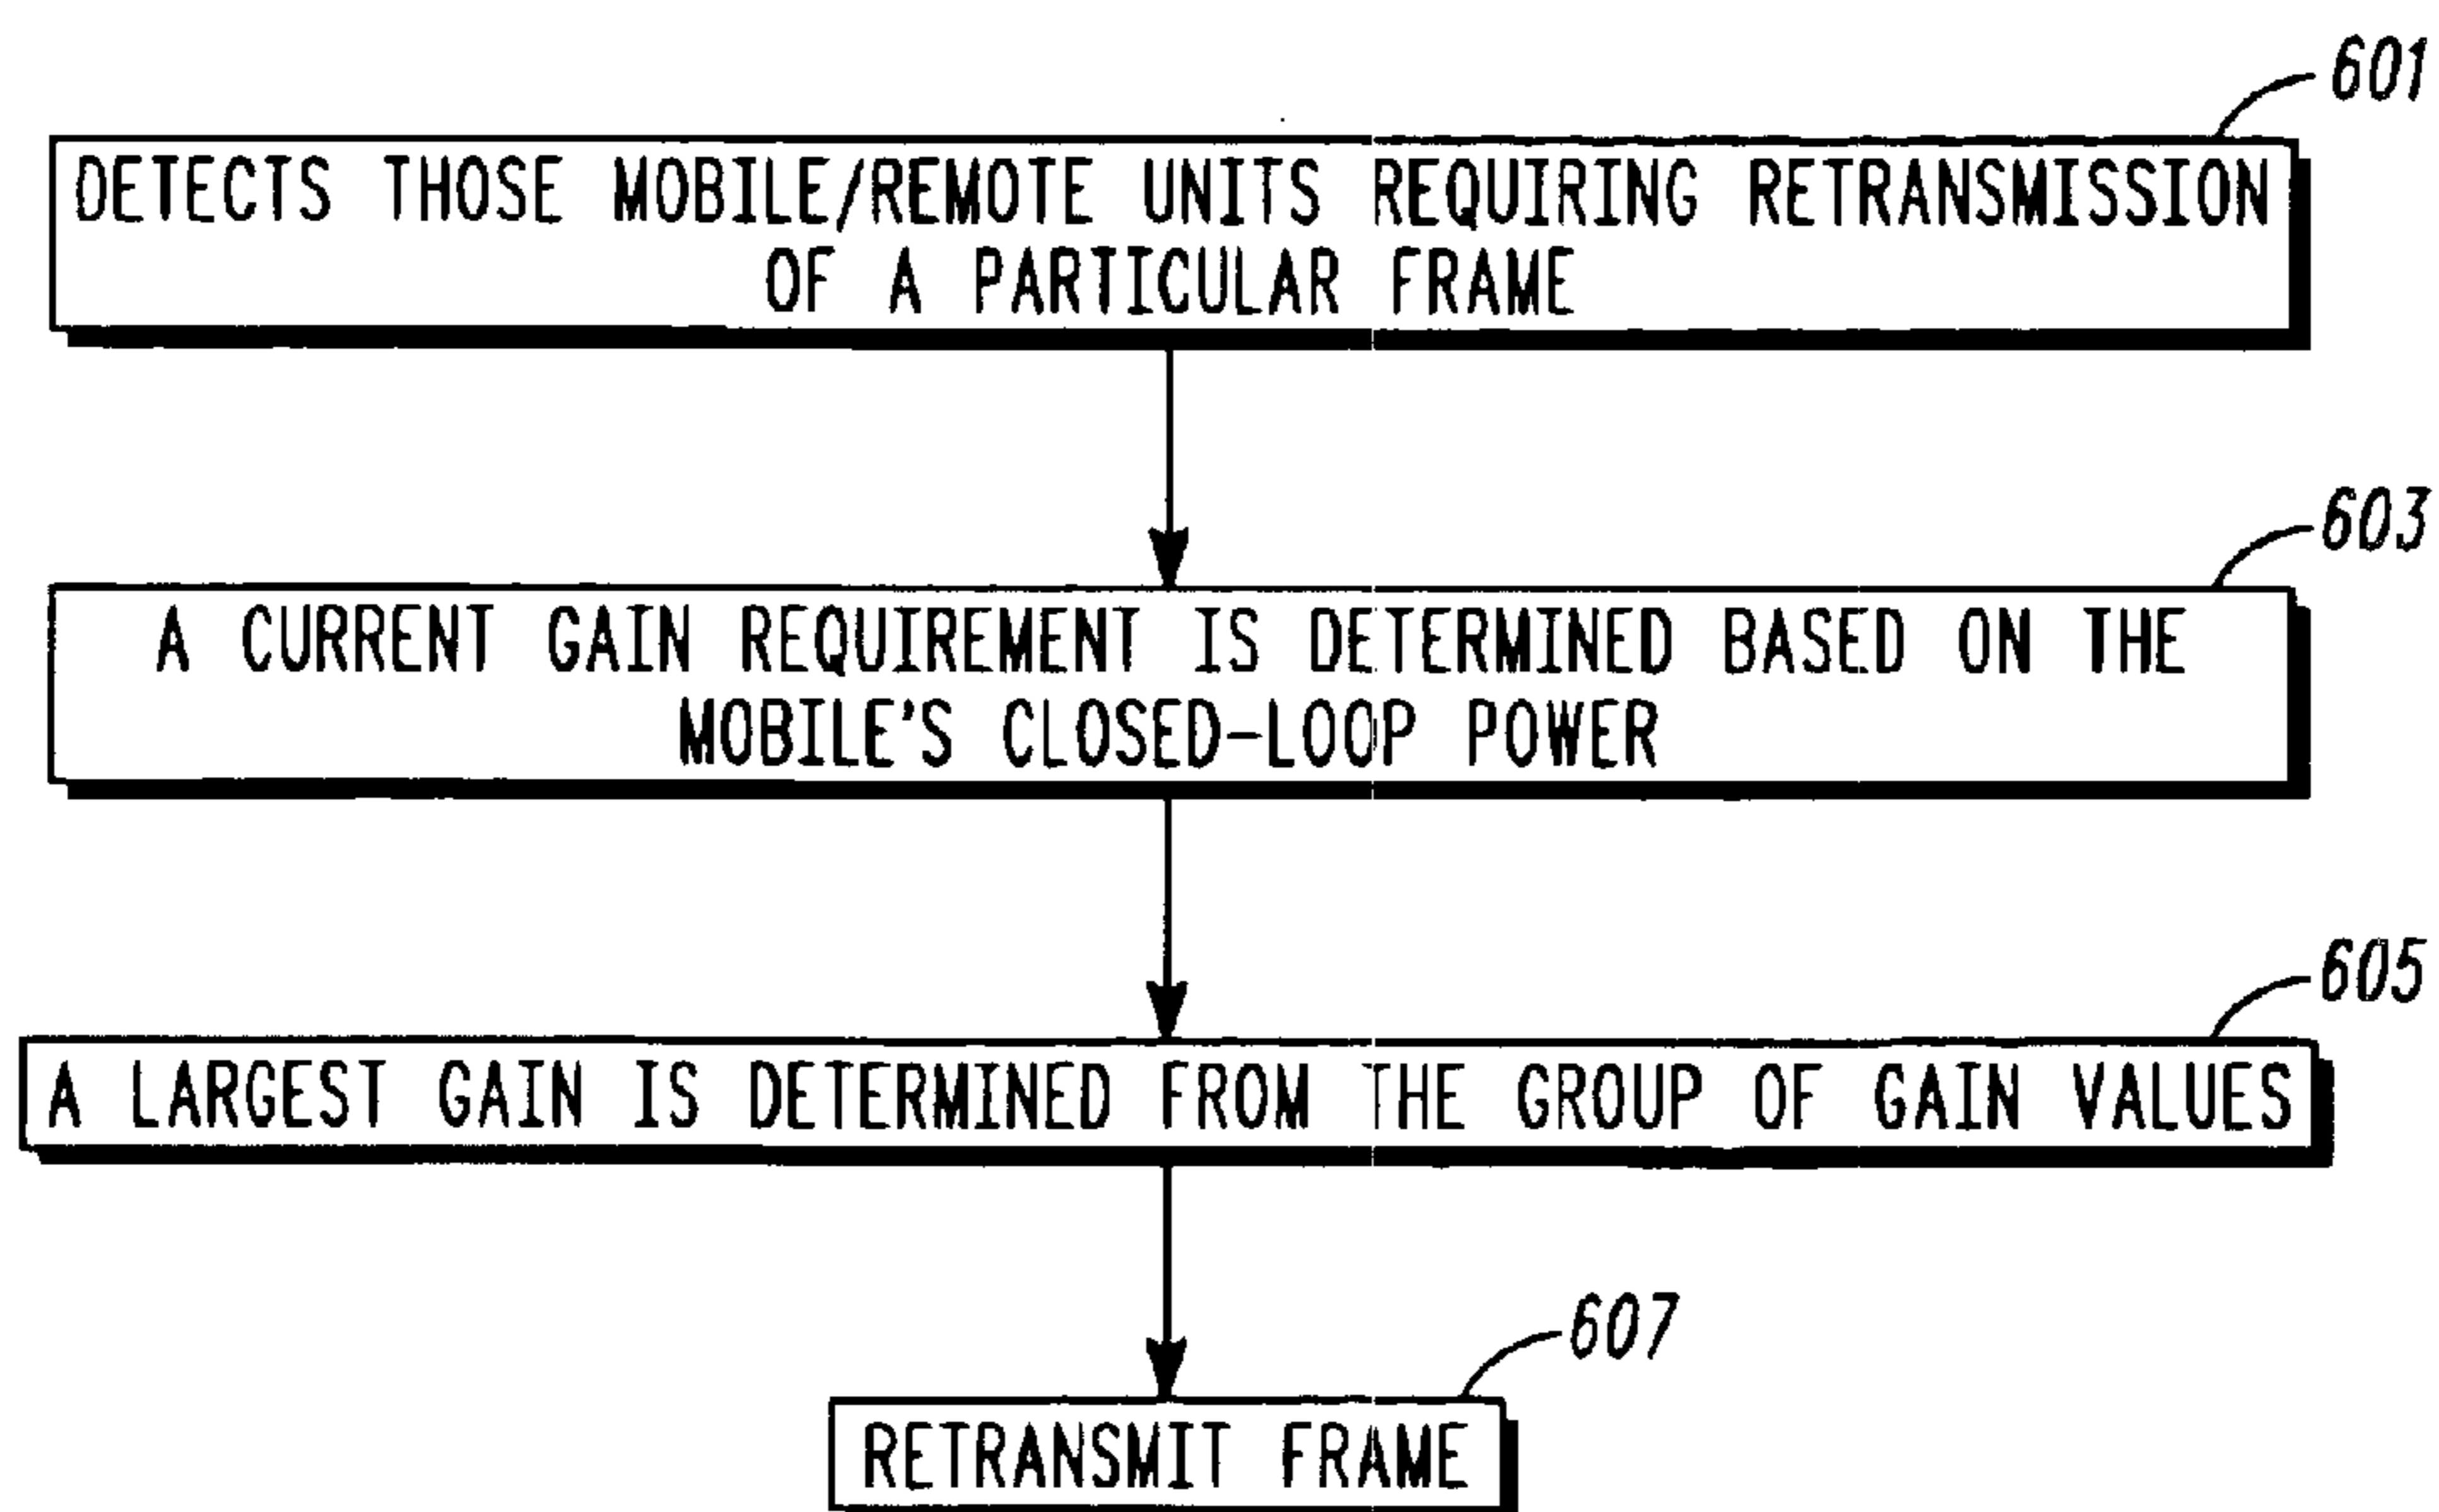 601
DETECTS THOSE MOBILE/REMOTE UNITS REQUIRING RETRANSMISSION
OF A PARTICULAR FRAME
603
A CURRENT GAIN REQUIREMENT IS DETERMINED BASED ON THE
MOBILE'S CLOSED-LOOP POWER
605
A LARGEST GAIN IS DETERMINED FROM THE GROUP OF GAIN VALUES
607
RETRANSMIT FRAME